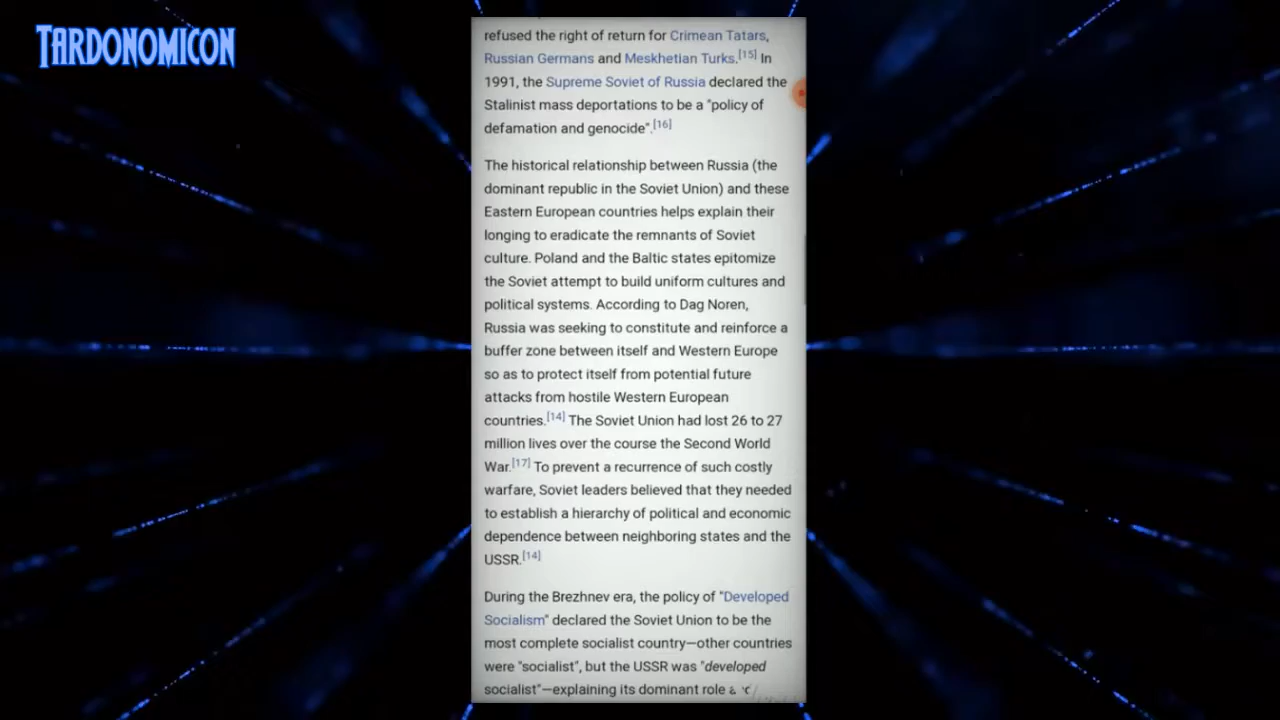 TARDONOMICON
refused the right of return for Crimean Tatars,
Russian Germans and Meskhetian Turks.[15] In
1991, the Supreme Soviet of Russia declared the
Stalinist mass deportations to be a "policy of
defamation and genocide".[16]
The historical relationship between Russia (the
dominant republic in the Soviet Union) and these
Eastern European countries helps explain their
longing to eradicate the remnants of Soviet
culture. Poland and the Baltic states epitomize
the Soviet attempt to build uniform cultures and
political systems. According to Dag Noren,
Russia was seeking to constitute and reinforce a
buffer zone between itself and Western Europe
so as to protect itself from potential future
attacks from hostile Western European
countries.[14] The Soviet Union had lost 26 to 27
million lives over the course the Second World
War.[17] To prevent a recurrence of such costly
warfare, Soviet leaders believed that they needed
to establish a hierarchy of political and economic
dependence between neighboring states and the
USSR.[14]
During the Brezhnev era, the policy of "Developed
Socialism" declared the Soviet Union to be the
most complete socialist country—other countries
were "socialist", but the USSR was "developed
socialist"—explaining its dominant role